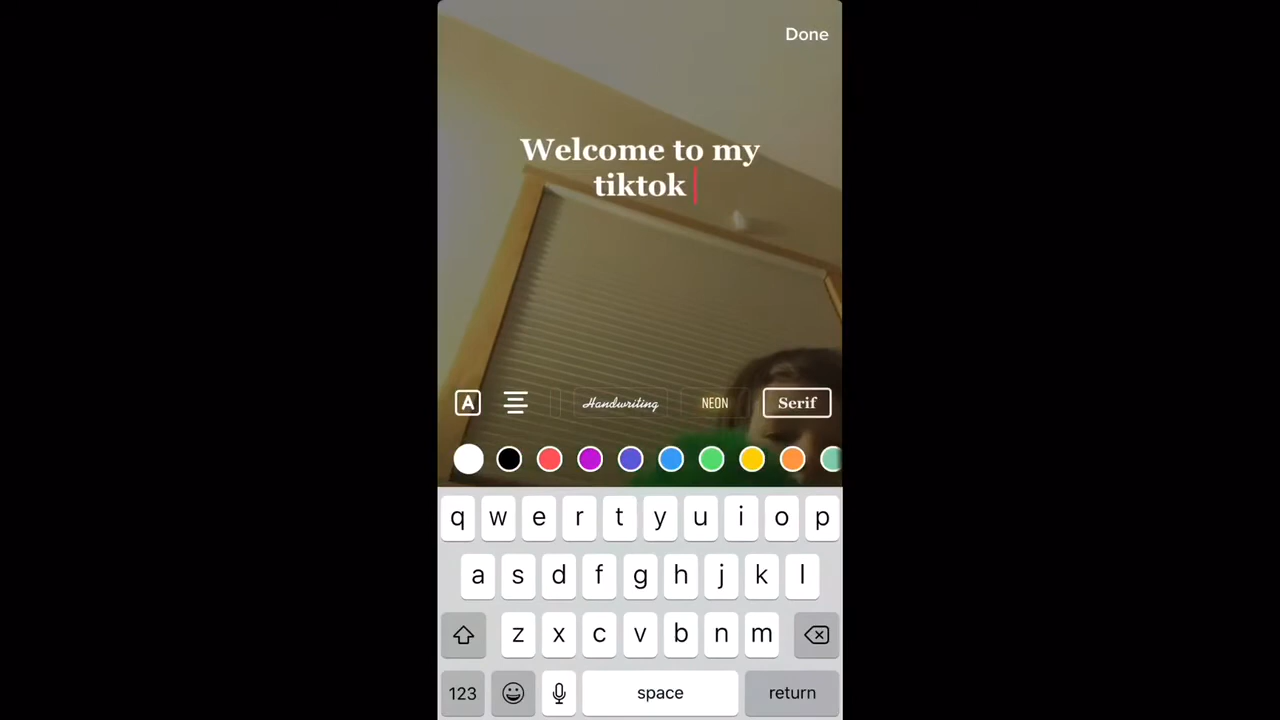 Done
Welcome to my
tiktok
A
Handwriting
NEON
Serif
q w e r t y u i o p
a s d f g h j k l
z x c v b n m
123
space
return